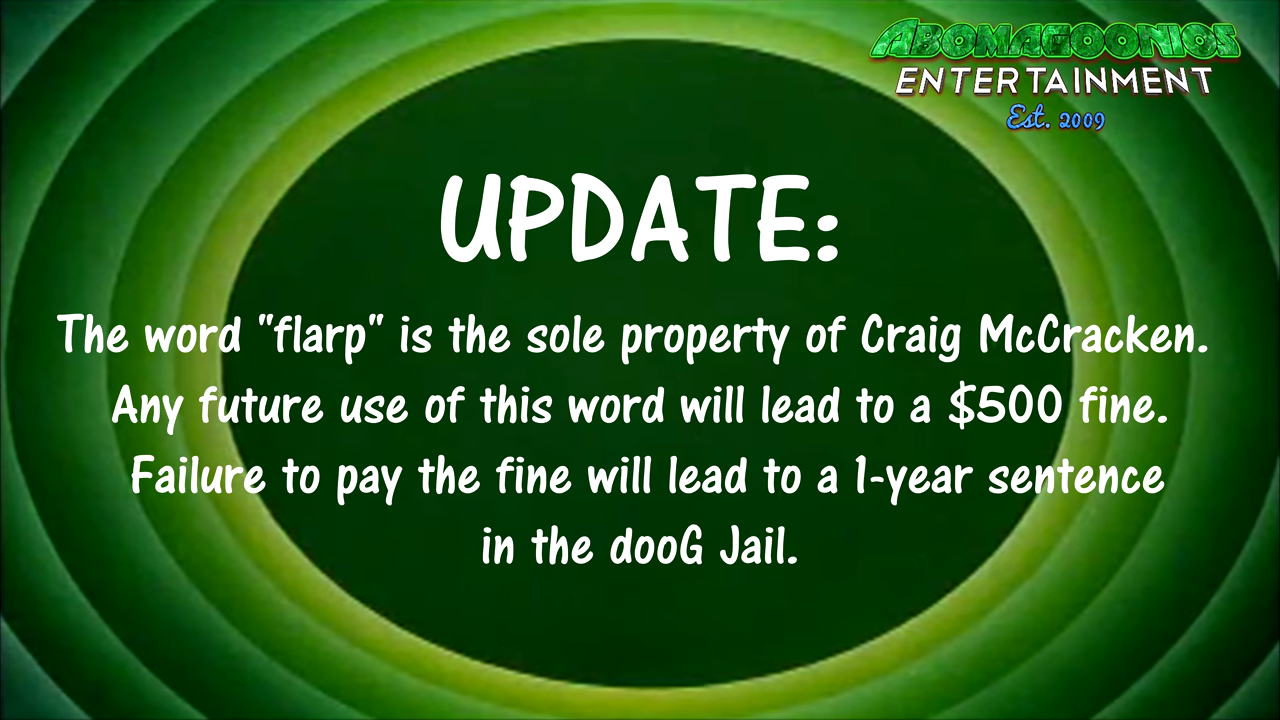 ABOMAGOONIOS
ENTERTAINMENT
Est. 2009
UPDATE:
The word "flarp" is the sole property of Craig McCracken.
Any future use of this word will lead to a $500 fine.
Failure to pay the fine will lead to a 1-year sentence
in the dooG Jail.